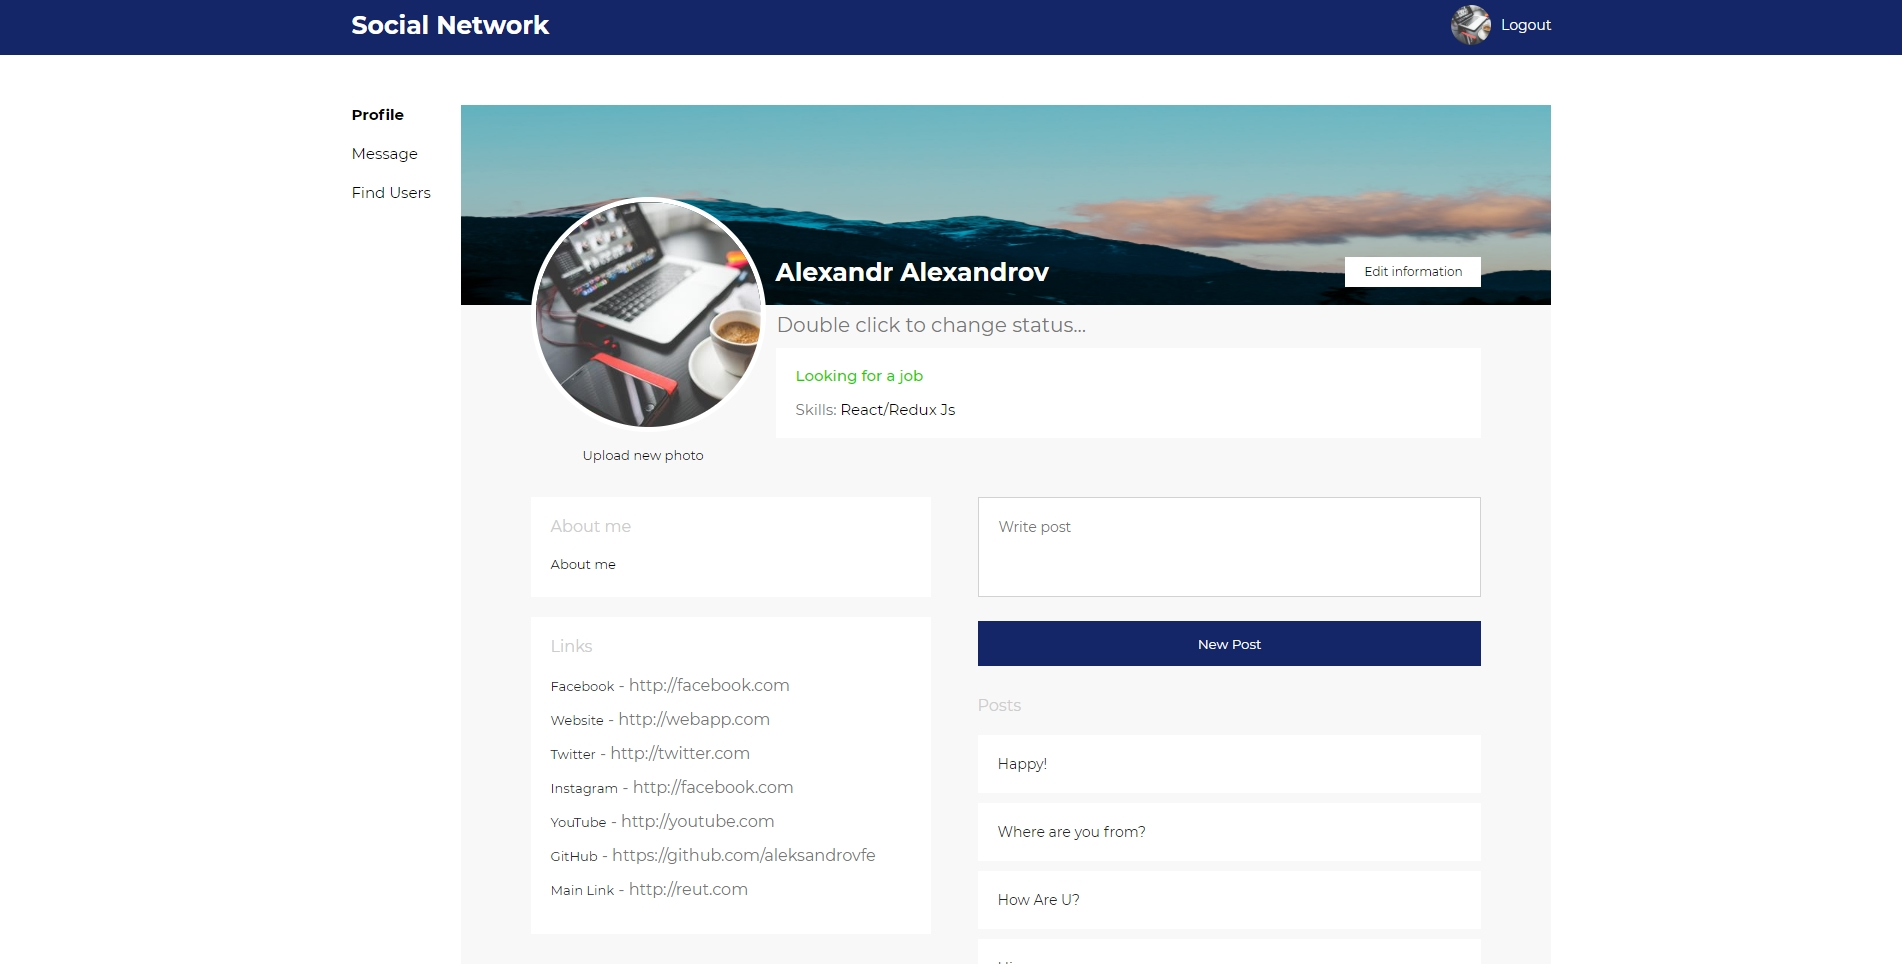 Social Network
Logout
Profile
Message
Find Users
Alexandr Alexandrov
Edit information
Double click to change status...
Looking for a job
Skills: React/Redux Js
Upload new photo
About me
About me
Links
Facebook - http://facebook.com
Website - http://webapp.com
Twitter - http://twitter.com
Instagram - http://facebook.com
YouTube - http://youtube.com
GitHub - https://github.com/aleksandrovfe
Main Link - http://reut.com
Write post
New Post
Posts
Happy!
Where are you from?
How Are U?